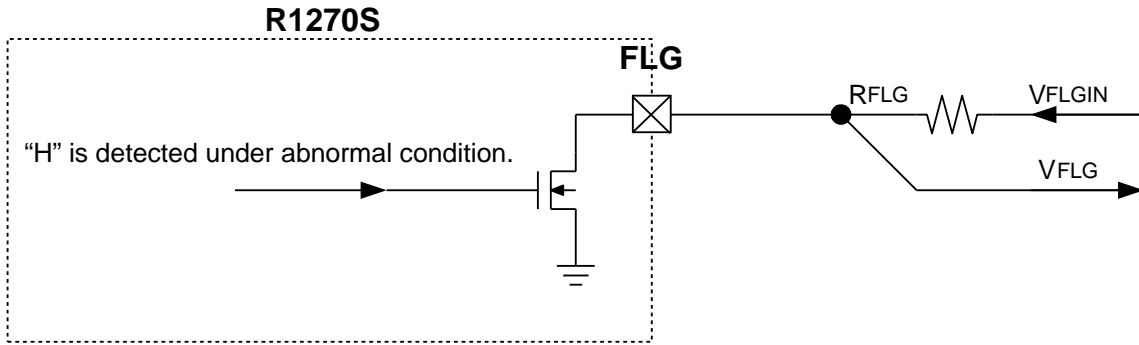 R1270S
FLG
RFLG
VFLGIN
“H” is detected under abnormal condition.
VFLG